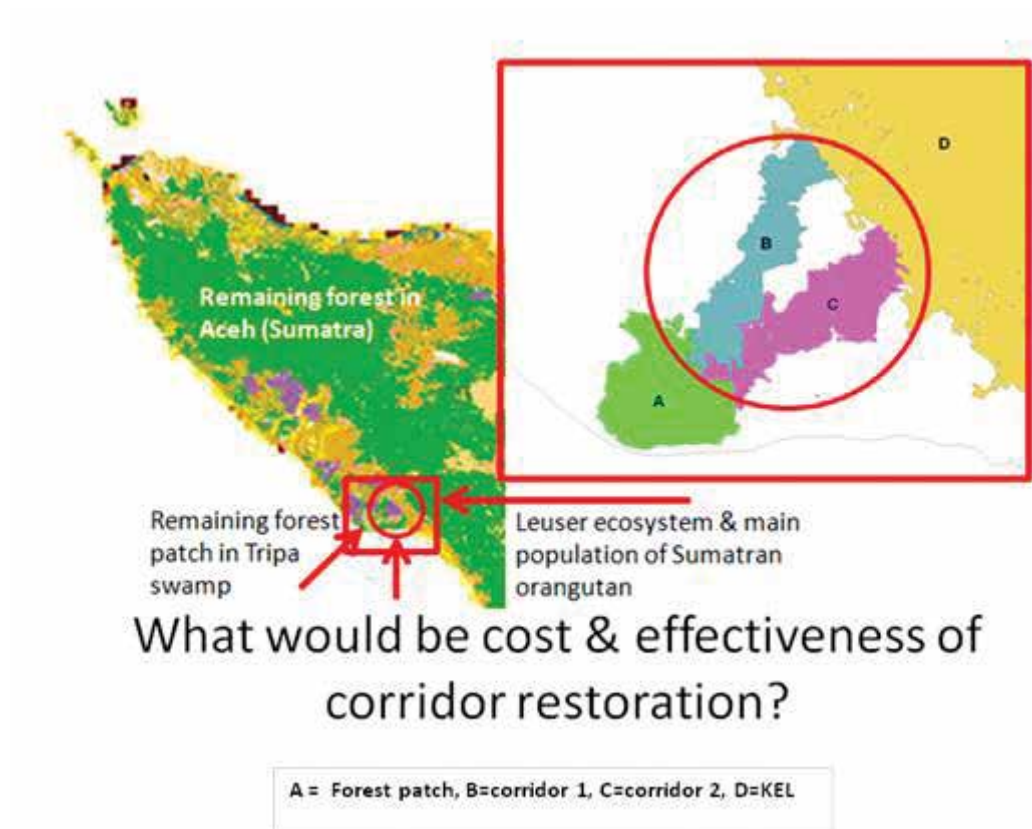 Remaining forest in
Aceh (Sumatra)
D
B
C
A
Remaining forest
patch in Tripa
swamp
Leuser ecosystem & main
population of Sumatran
orangutan
What would be cost & effectiveness of
corridor restoration?
A = Forest patch, B=corridor 1, C=corridor 2, D=KEL